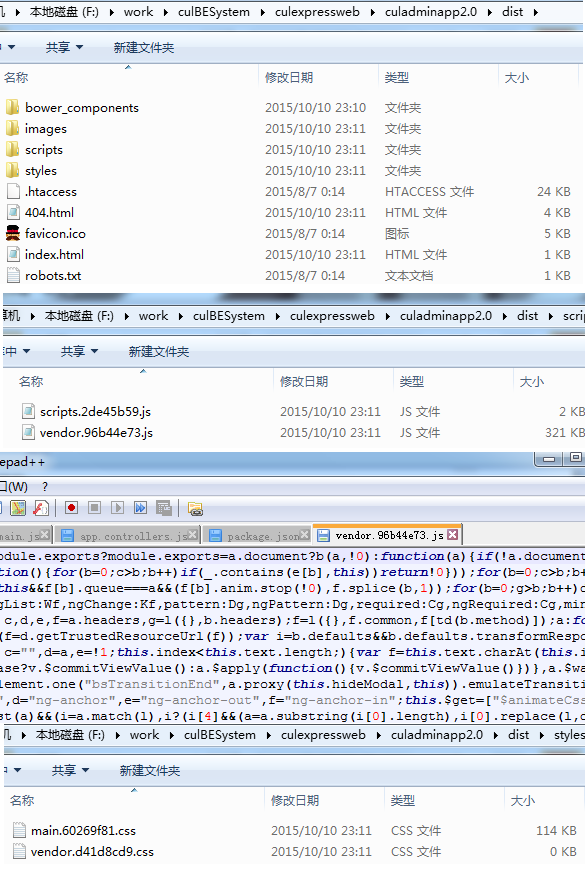 机 ▸ 本地磁盘 (F:) ▸ work ▸ culBESystem ▸ culexpressweb ▸ culadminapp2.0 ▸ dist ▸
共享 新建文件夹
名称 修改日期 类型 大小
bower_components 2015/10/10 23:10 文件夹
images 2015/10/10 23:11 文件夹
scripts 2015/10/10 23:11 文件夹
styles 2015/10/10 23:11 文件夹
.htaccess 2015/8/7 0:14 HTACCESS 文件 24 KB
404.html 2015/10/10 23:11 HTML 文件 4 KB
favicon.ico 2015/8/7 0:14 图标 5 KB
index.html 2015/10/10 23:11 HTML 文件 1 KB
robots.txt 2015/8/7 0:14 文本文档 1 KB
算机 ▸ 本地磁盘 (F:) ▸ work ▸ culBESystem ▸ culexpressweb ▸ culadminapp2.0 ▸ dist ▸ scri
库中 共享 新建文件夹
名称 修改日期 类型 大小
scripts.2de45b59.js 2015/10/10 23:11 JS 文件 2 KB
vendor.96b44e73.js 2015/10/10 23:11 JS 文件 321 KB
epad++
口(W) ?
main.js app.controllers.js package.json vendor.96b44e73.js
odule.exports?module.exports=a.document?b(a,!0):function(a){if(!a.document
tion(){for(b=0;c>b;b++)if(_.contains(e[b],this))return!0}));for(b=0;c>b;b+
this&&f[b].queue===a&&(f[b].anim.stop(!0),f.splice(b,1));for(b=0;g>b;b++)c
gList:Wf,ngChange:Kf,pattern:Dg,ngPattern:Dg,required:Cg,ngRequired:Cg,min
c,d,e,f=a.headers,g=l({},b.headers);f=l({},f.common,f[td(b.method)]);a:fo
(f=d.getTrustedResourceUrl(f));var i=b.defaults&&b.defaults.transformRespo
c="",d=a,e=!1;this.index<this.text.length;){var f=this.text.charAt(this.in
ase?v.$commitViewValue():a.$apply(function(){v.$commitViewValue()})},a.$wa
lement.one("bsTransitionEnd",a.proxy(this.hideModal,this)).emulateTransiti
",d="ng-anchor",e="ng-anchor-out",f="ng-anchor-in";this.$get=["$animateCss
st(a)&&(i=a.match(l),i?(i[4]&&(a=a.substring(i[0].length),i[0].replace(l,c
机 ▸ 本地磁盘 (F:) ▸ work ▸ culBESystem ▸ culexpressweb ▸ culadminapp2.0 ▸ dist ▸ styles
中 共享 新建文件夹
名称 修改日期 类型 大小
main.60269f81.css 2015/10/10 23:11 CSS 文件 114 KB
vendor.d41d8cd9.css 2015/10/10 23:11 CSS 文件 0 KB